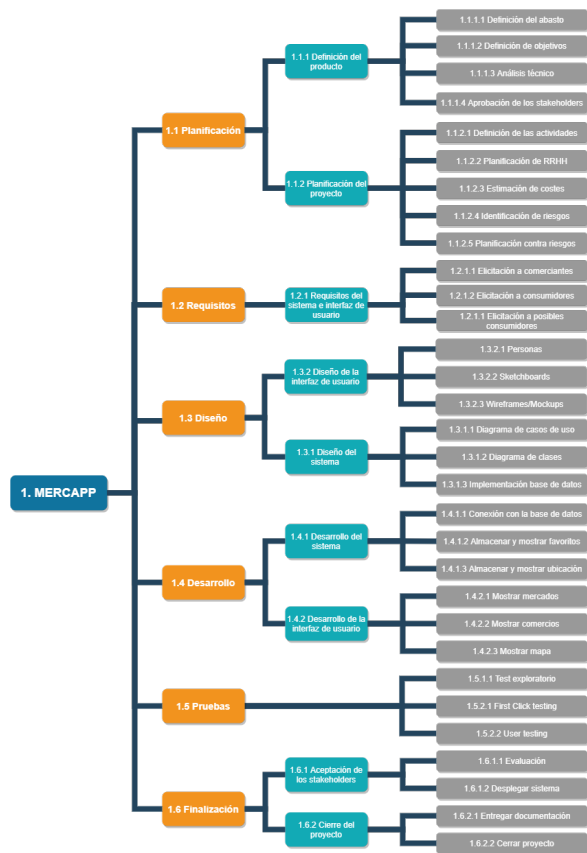 1. MERCAPP
1.1 Planificación
1.1.1 Definición del
producto
1.1.1.1 Definición del abasto
1.1.1.2 Definición de objetivos
1.1.1.3 Análisis técnico
1.1.1.4 Aprobación de los stakeholders
1.1.2 Planificación del
proyecto
1.1.2.1 Definición de las actividades
1.1.2.2 Planificación de RRHH
1.1.2.3 Estimación de costes
1.1.2.4 Identificación de riesgos
1.1.2.5 Planificación contra riesgos
1.2 Requisitos
1.2.1 Requisitos del
sistema e interfaz de
usuario
1.2.1.1 Elicitación a comerciantes
1.2.1.2 Elicitación a consumidores
1.2.1.1 Elicitación a posibles
consumidores
1.3 Diseño
1.3.2 Diseño de la
interfaz de usuario
1.3.2.1 Personas
1.3.2.2 Sketchboards
1.3.2.3 Wireframes/Mockups
1.3.1 Diseño del
sistema
1.3.1.1 Diagrama de casos de uso
1.3.1.2 Diagrama de clases
1.3.1.3 Implementación base de datos
1.4 Desarrollo
1.4.1 Desarrollo del
sistema
1.4.1.1 Conexión con la base de datos
1.4.1.2 Almacenar y mostrar favoritos
1.4.1.3 Almacenar y mostrar ubicación
1.4.2 Desarrollo de la
interfaz de usuario
1.4.2.1 Mostrar mercados
1.4.2.2 Mostrar comercios
1.4.2.3 Mostrar mapa
1.5 Pruebas
1.5.1.1 Test exploratorio
1.5.2.1 First Click testing
1.5.2.2 User testing
1.6 Finalización
1.6.1 Aceptación de
los stakeholders
1.6.1.1 Evaluación
1.6.1.2 Desplegar sistema
1.6.2 Cierre del
proyecto
1.6.2.1 Entregar documentación
1.6.2.2 Cerrar proyecto